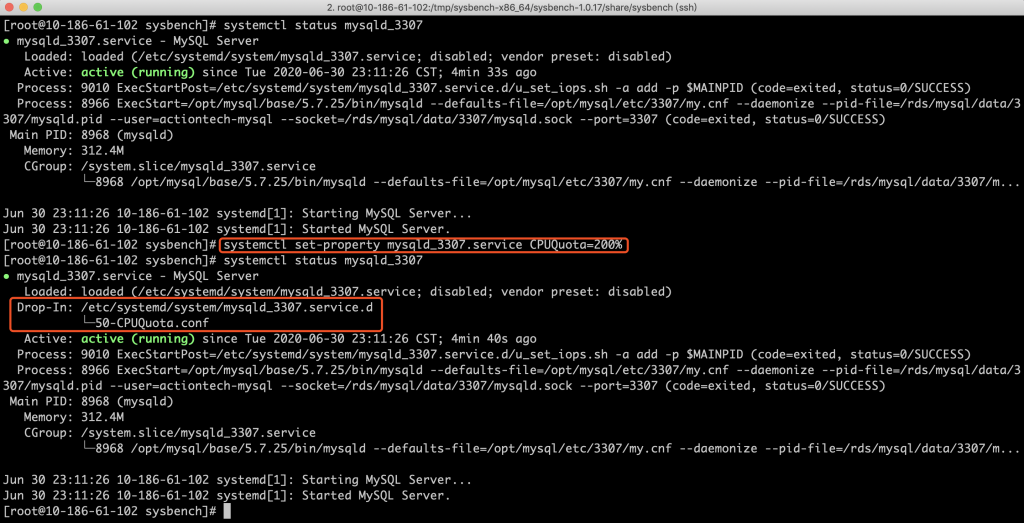 2. root@10-186-61-102:/tmp/sysbench-x86_64/sysbench-1.0.17/share/sysbench (ssh)
[root@10-186-61-102 sysbench]# systemctl status mysqld_3307
● mysqld_3307.service - MySQL Server
   Loaded: loaded (/etc/systemd/system/mysqld_3307.service; disabled; vendor preset: disabled)
   Active: active (running) since Tue 2020-06-30 23:11:26 CST; 4min 33s ago
  Process: 9010 ExecStartPost=/etc/systemd/system/mysqld_3307.service.d/u_set_iops.sh -a add -p $MAINPID (code=exited, status=0/SUCCESS)
  Process: 8966 ExecStart=/opt/mysql/base/5.7.25/bin/mysqld --defaults-file=/opt/mysql/etc/3307/my.cnf --daemonize --pid-file=/rds/mysql/data/3
307/mysqld.pid --user=actiontech-mysql --socket=/rds/mysql/data/3307/mysqld.sock --port=3307 (code=exited, status=0/SUCCESS)
 Main PID: 8968 (mysqld)
   Memory: 312.4M
   CGroup: /system.slice/mysqld_3307.service
           └─8968 /opt/mysql/base/5.7.25/bin/mysqld --defaults-file=/opt/mysql/etc/3307/my.cnf --daemonize --pid-file=/rds/mysql/data/3307/m...
Jun 30 23:11:26 10-186-61-102 systemd[1]: Starting MySQL Server...
Jun 30 23:11:26 10-186-61-102 systemd[1]: Started MySQL Server.
[root@10-186-61-102 sysbench]# systemctl set-property mysqld_3307.service CPUQuota=200%
[root@10-186-61-102 sysbench]# systemctl status mysqld_3307
● mysqld_3307.service - MySQL Server
   Loaded: loaded (/etc/systemd/system/mysqld_3307.service; disabled; vendor preset: disabled)
  Drop-In: /etc/systemd/system/mysqld_3307.service.d
           └─50-CPUQuota.conf
   Active: active (running) since Tue 2020-06-30 23:11:26 CST; 4min 40s ago
  Process: 9010 ExecStartPost=/etc/systemd/system/mysqld_3307.service.d/u_set_iops.sh -a add -p $MAINPID (code=exited, status=0/SUCCESS)
  Process: 8966 ExecStart=/opt/mysql/base/5.7.25/bin/mysqld --defaults-file=/opt/mysql/etc/3307/my.cnf --daemonize --pid-file=/rds/mysql/data/3
307/mysqld.pid --user=actiontech-mysql --socket=/rds/mysql/data/3307/mysqld.sock --port=3307 (code=exited, status=0/SUCCESS)
 Main PID: 8968 (mysqld)
   Memory: 312.4M
   CGroup: /system.slice/mysqld_3307.service
           └─8968 /opt/mysql/base/5.7.25/bin/mysqld --defaults-file=/opt/mysql/etc/3307/my.cnf --daemonize --pid-file=/rds/mysql/data/3307/m...
Jun 30 23:11:26 10-186-61-102 systemd[1]: Starting MySQL Server...
Jun 30 23:11:26 10-186-61-102 systemd[1]: Started MySQL Server.
[root@10-186-61-102 sysbench]#